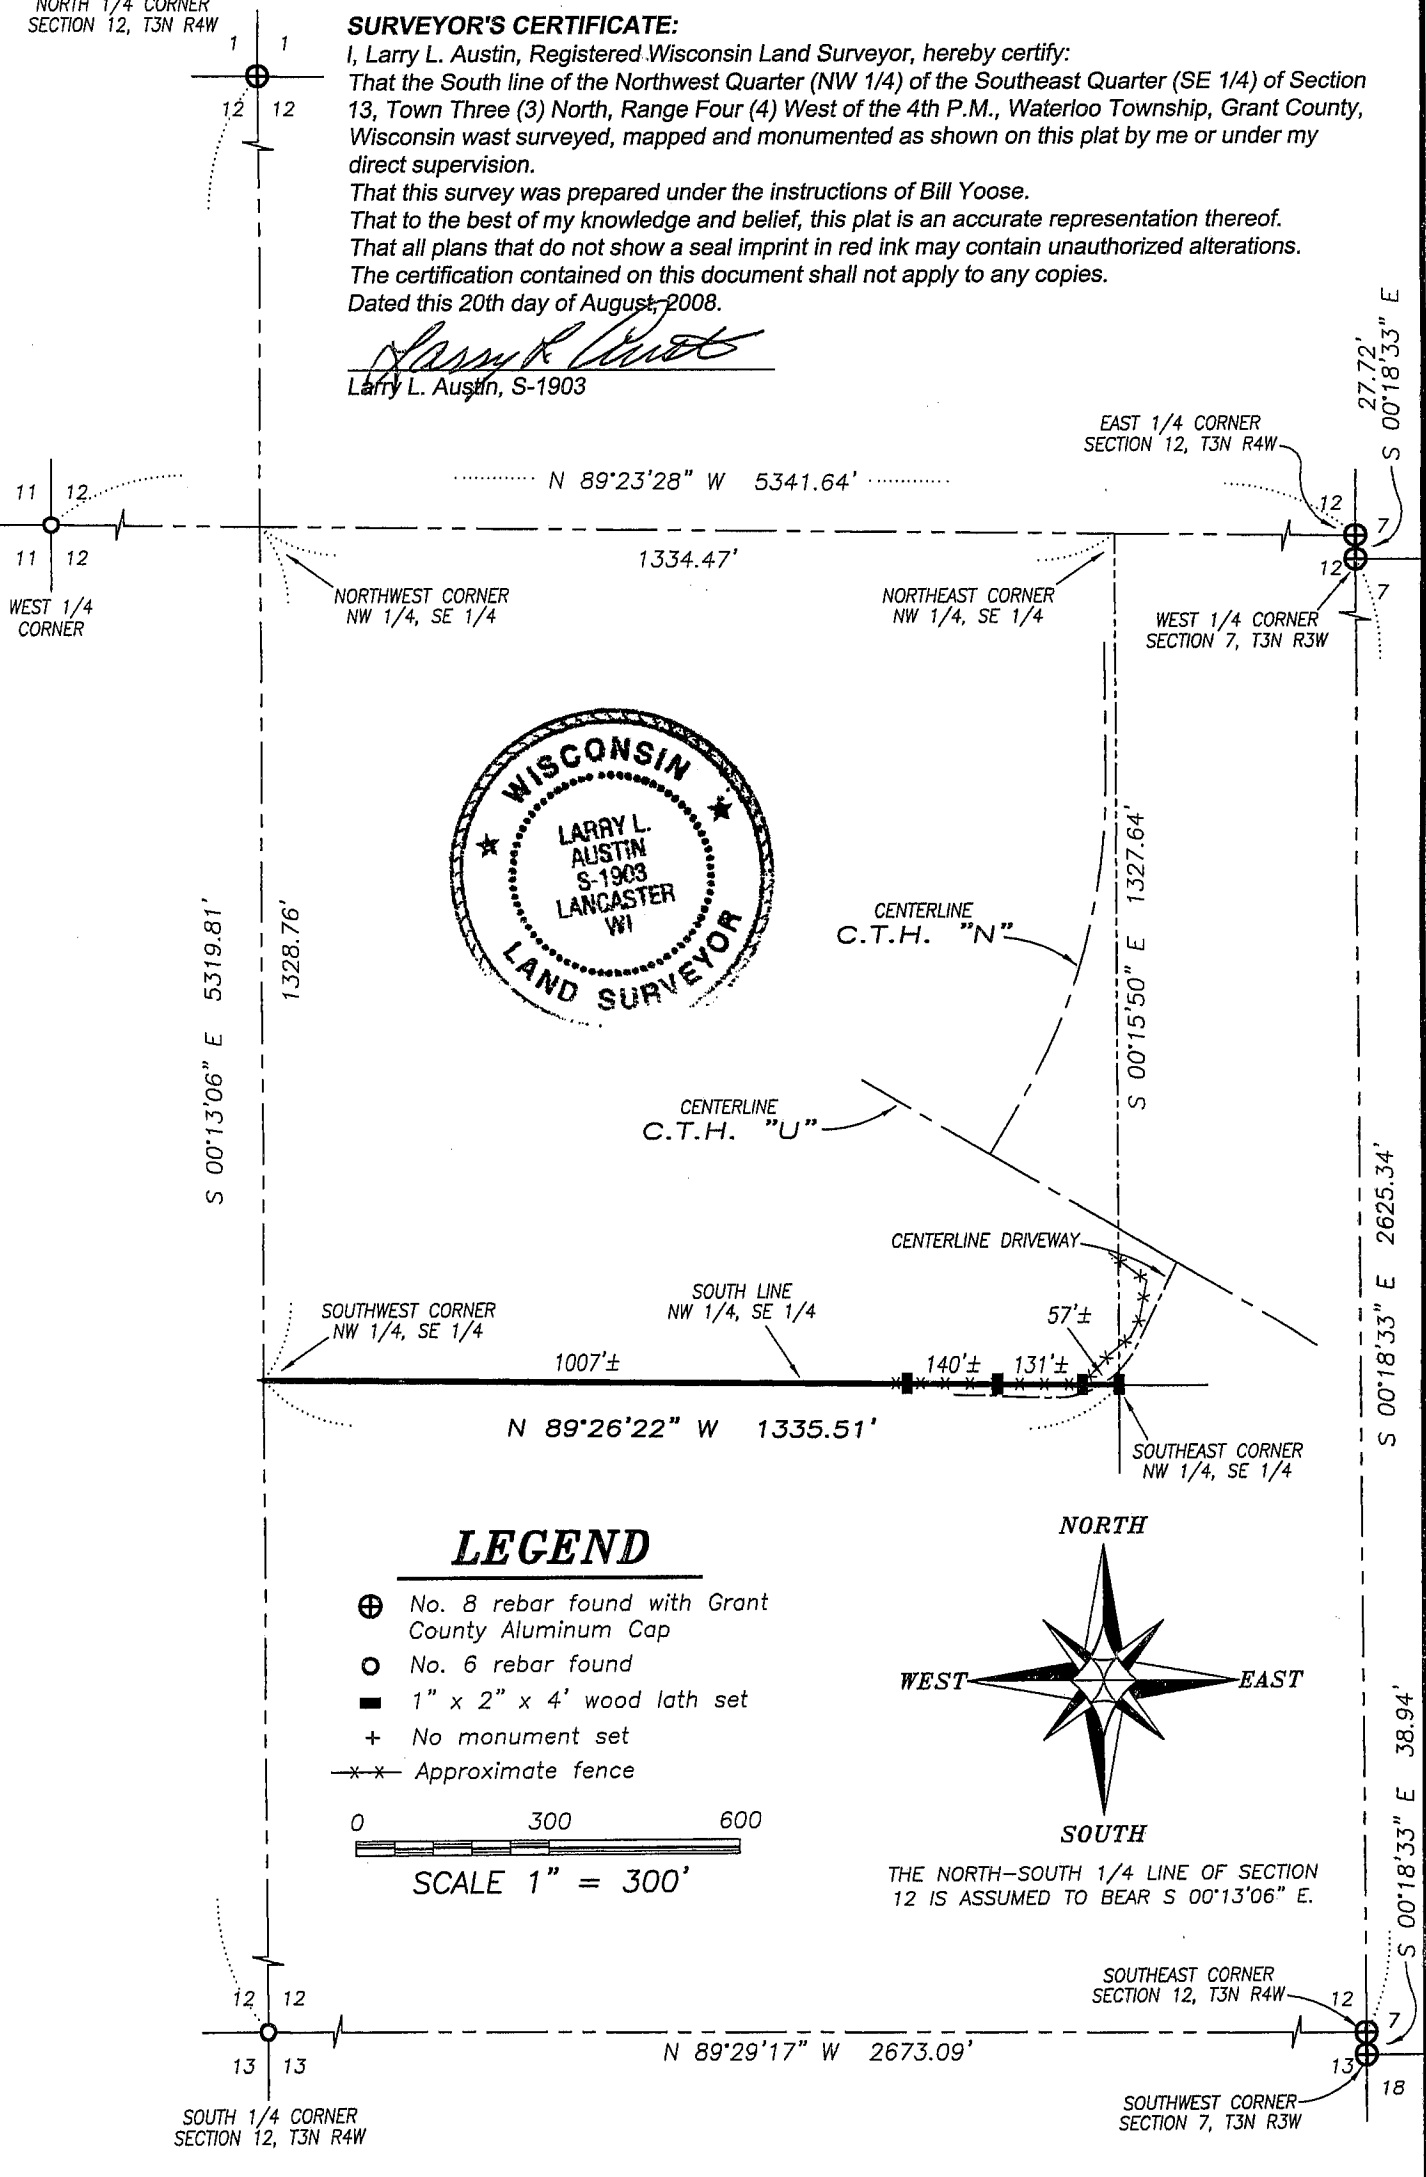 NORTH 1/4 CORNER
SECTION 12, T3N R4W
1 1
12 12
SURVEYOR'S CERTIFICATE:
I, Larry L. Austin, Registered Wisconsin Land Surveyor, hereby certify:
That the South line of the Northwest Quarter (NW 1/4) of the Southeast Quarter (SE 1/4) of Section
13, Town Three (3) North, Range Four (4) West of the 4th P.M., Waterloo Township, Grant County,
Wisconsin wast surveyed, mapped and monumented as shown on this plat by me or under my
direct supervision.
That this survey was prepared under the instructions of Bill Yoose.
That to the best of my knowledge and belief, this plat is an accurate representation thereof.
That all plans that do not show a seal imprint in red ink may contain unauthorized alterations.
The certification contained on this document shall not apply to any copies.
Dated this 20th day of August, 2008.
Larry L Austin
Larry L. Austin, S-1903
27.72'
S 00°18'33" E
EAST 1/4 CORNER
SECTION 12, T3N R4W
N 89°23'28" W 5341.64'
11 12
11 12
WEST 1/4
CORNER
1334.47'
12
7
12
7
NORTHWEST CORNER
NW 1/4, SE 1/4
NORTHEAST CORNER
NW 1/4, SE 1/4
WEST 1/4 CORNER
SECTION 7, T3N R3W
WISCONSIN
LARRY L.
AUSTIN
S-1903
LANCASTER
WI
LAND SURVEYOR
S 00°13'06" E 5319.81'
1328.76'
CENTERLINE
C.T.H. "N"
S 00°15'50" E 1327.64'
CENTERLINE
C.T.H. "U"
S 00°18'33" E 2625.34'
CENTERLINE DRIVEWAY
SOUTHWEST CORNER
NW 1/4, SE 1/4
SOUTH LINE
NW 1/4, SE 1/4
57'±
1007'±
140'±
131'±
N 89°26'22" W 1335.51'
SOUTHEAST CORNER
NW 1/4, SE 1/4
LEGEND
No. 8 rebar found with Grant
County Aluminum Cap
No. 6 rebar found
1" x 2" x 4' wood lath set
No monument set
Approximate fence
0 300 600
SCALE 1" = 300'
NORTH
WEST
EAST
SOUTH
THE NORTH-SOUTH 1/4 LINE OF SECTION
12 IS ASSUMED TO BEAR S 00°13'06" E.
S 00°18'33" E 38.94'
12 12
13 13
SOUTH 1/4 CORNER
SECTION 12, T3N R4W
N 89°29'17" W 2673.09'
SOUTHEAST CORNER
SECTION 12, T3N R4W
12
7
13
18
SOUTHWEST CORNER
SECTION 7, T3N R3W